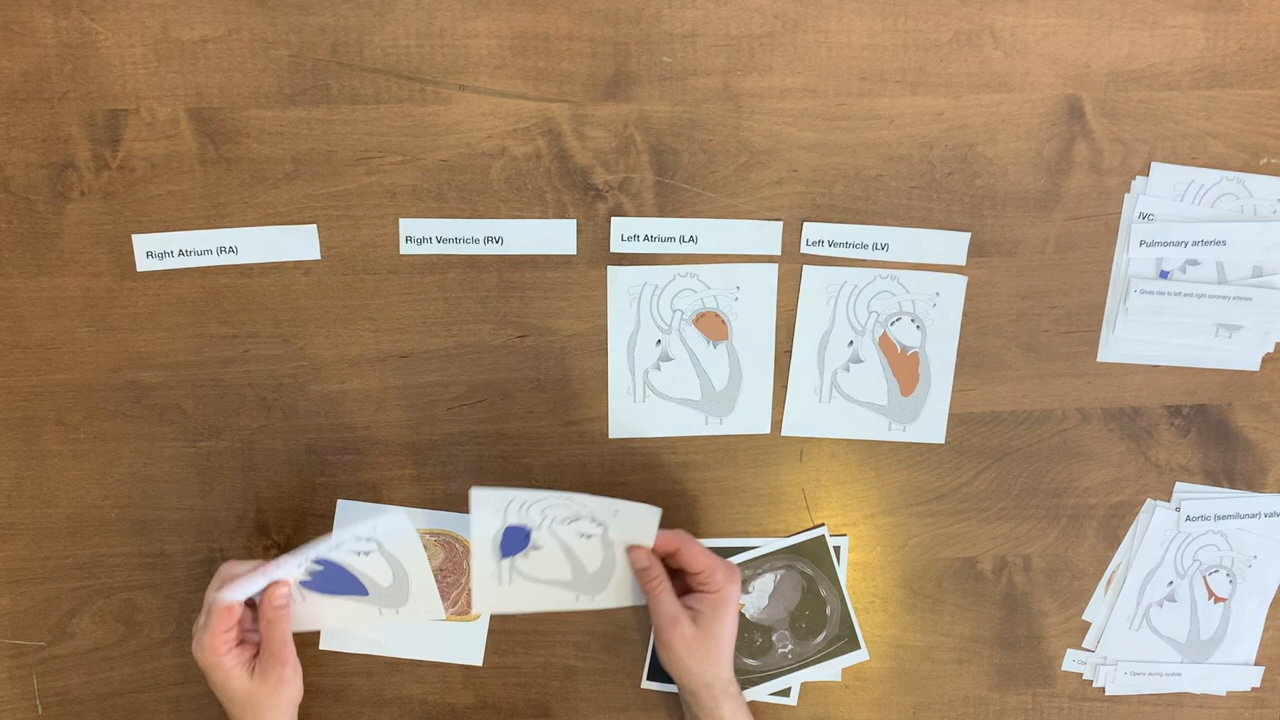 Right Atrium (RA)
Right Ventricle (RV)
Left Atrium (LA)
Left Ventricle (LV)
IVC
Pulmonary arteries
• Gives rise to left and right coronary arteries
Aortic (semilunar) valv
• Op
• Opens during systole